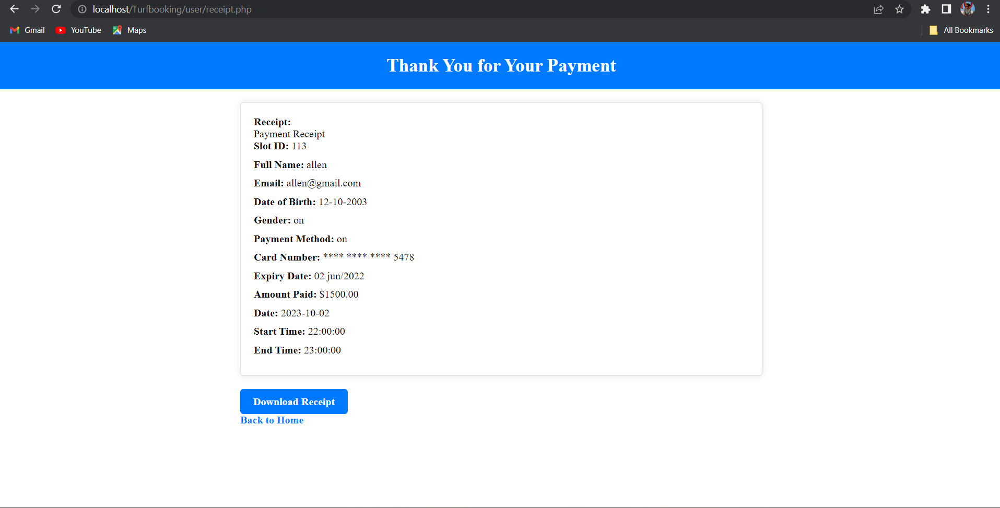 localhost/Turfbooking/user/receipt.php
Gmail YouTube Maps All Bookmarks
Thank You for Your Payment
Receipt:
Payment Receipt
Slot ID: 113
Full Name: allen
Email: allen@gmail.com
Date of Birth: 12-10-2003
Gender: on
Payment Method: on
Card Number: **** **** **** 5478
Expiry Date: 02 jun/2022
Amount Paid: $1500.00
Date: 2023-10-02
Start Time: 22:00:00
End Time: 23:00:00
Download Receipt
Back to Home